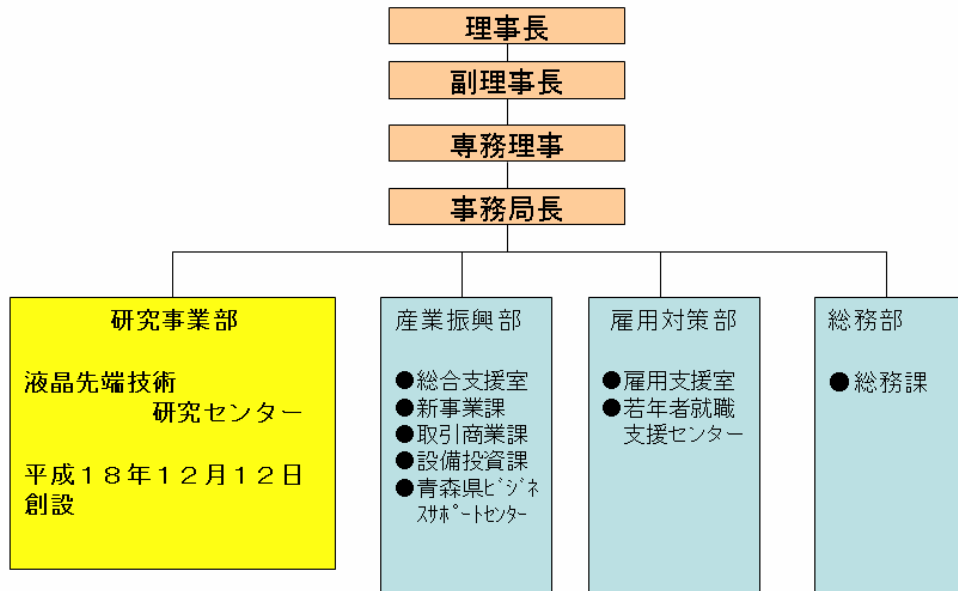 理事長
副理事長
専務理事
事務局長
研究事業部
液晶先端技術
研究センター
平成１８年１２月１２日
創設
産業振興部
●総合支援室
●新事業課
●取引商業課
●設備投資課
●青森県ﾋﾞｼﾞﾈ
ｽｻﾎﾟｰﾄｾﾝﾀｰ
雇用対策部
●雇用支援室
●若年者就職
支援センター
総務部
●総務課